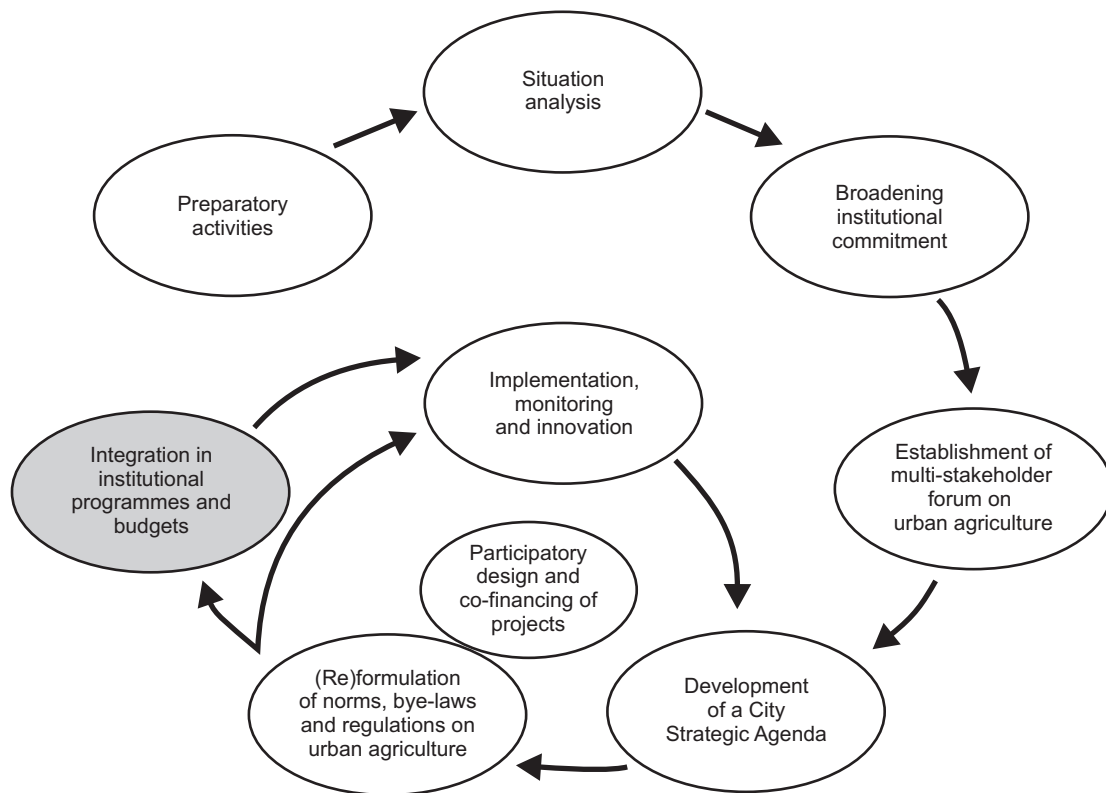 Situation
analysis
Preparatory
activities
Broadening
institutional
commitment
Implementation,
monitoring
and innovation
Integration in
institutional
programmes and
budgets
Establishment of
multi-stakeholder
forum on
urban agriculture
Participatory
design and
co-financing of
projects
(Re)formulation
of norms, bye-laws
and regulations on
urban agriculture
Development
of a City
Strategic Agenda